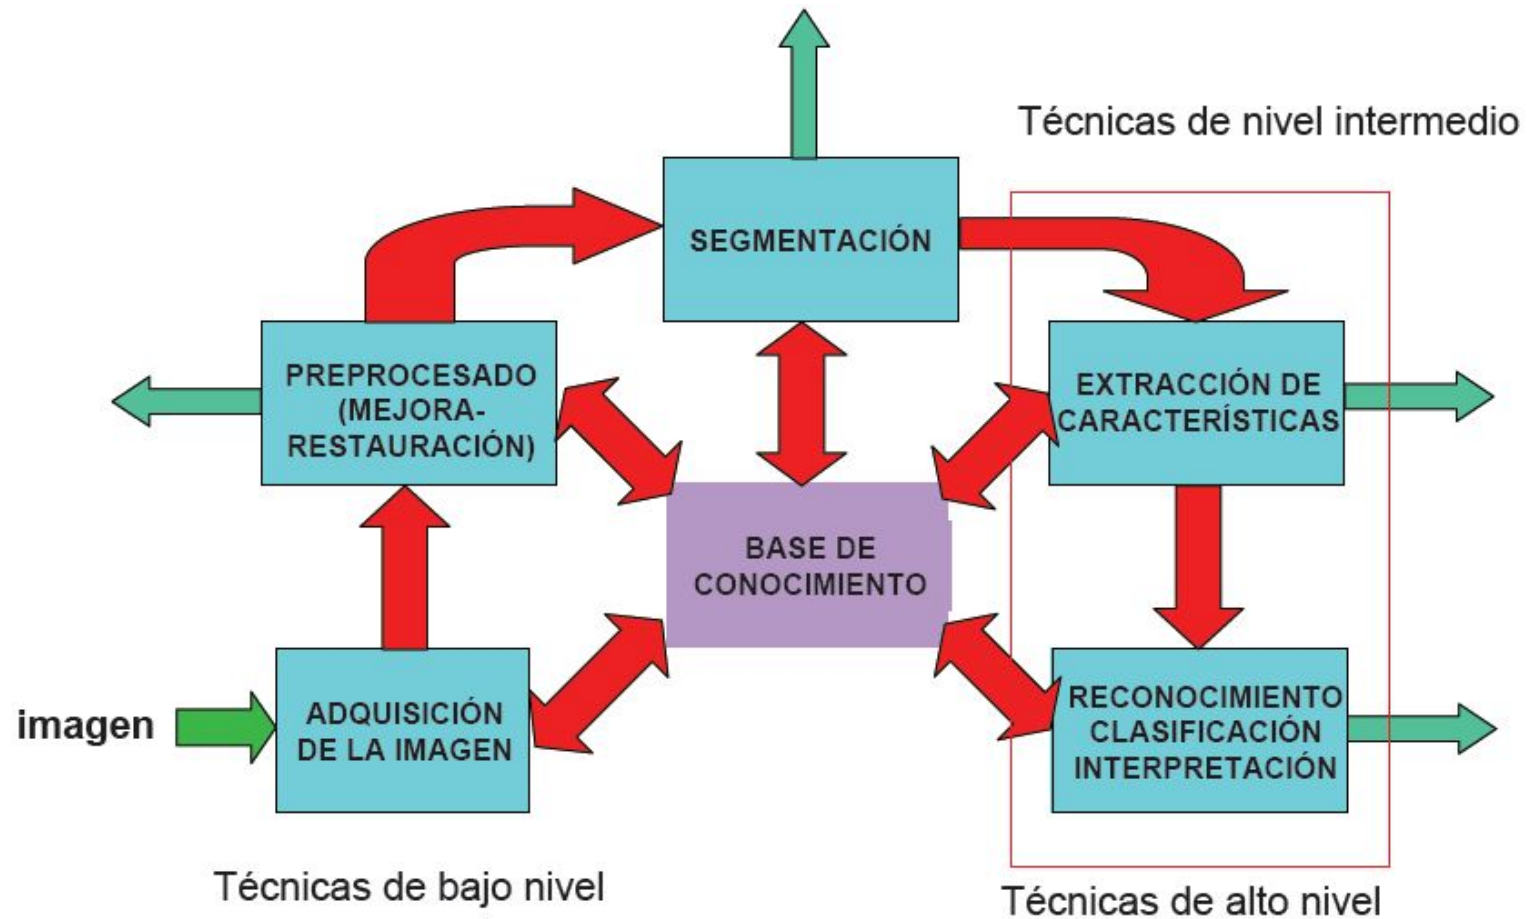 Técnicas de nivel intermedio
SEGMENTACIÓN
PREPROCESADO
(MEJORA-
RESTAURACIÓN)
EXTRACCIÓN DE
CARACTERÍSTICAS
BASE DE
CONOCIMIENTO
imagen
ADQUISICIÓN
DE LA IMAGEN
RECONOCIMIENTO
CLASIFICACIÓN
INTERPRETACIÓN
Técnicas de bajo nivel
Técnicas de alto nivel